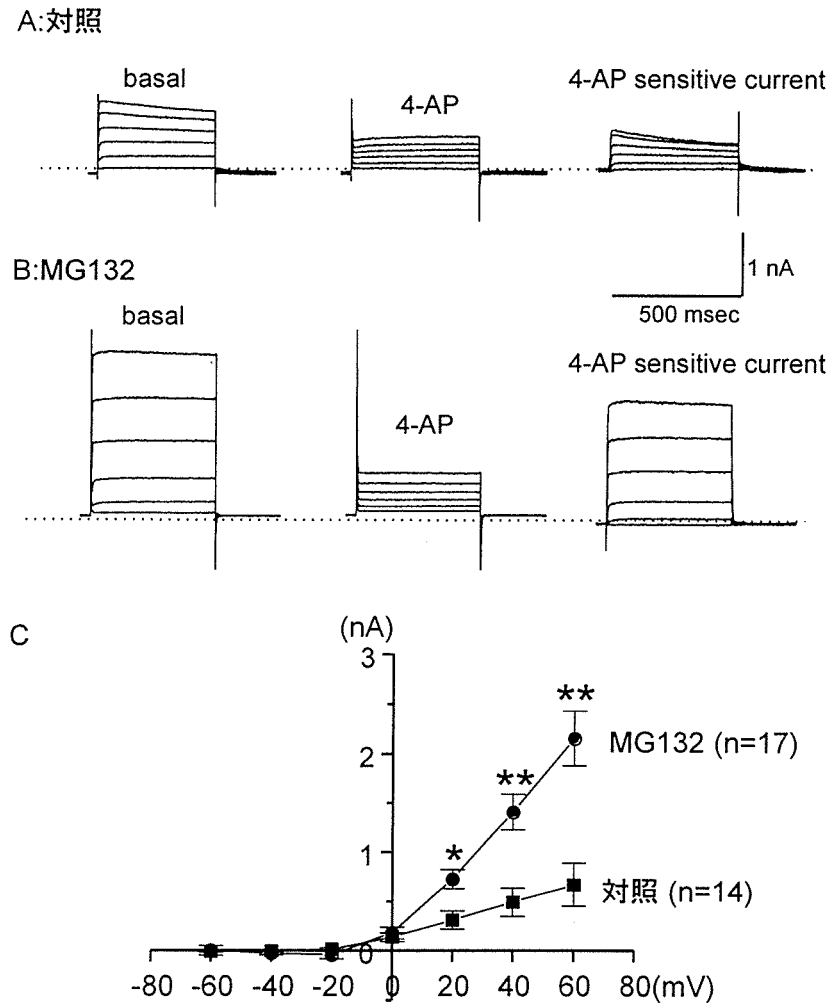 A:対照
basal
4-AP
4-AP sensitive current
1 nA
500 msec
B:MG132
basal
4-AP
4-AP sensitive current
C
(nA)
3
2
1
0
**
**
*
MG132 (n=17)
対照 (n=14)
-80 -60 -40 -20 0 20 40 60 80(mV)